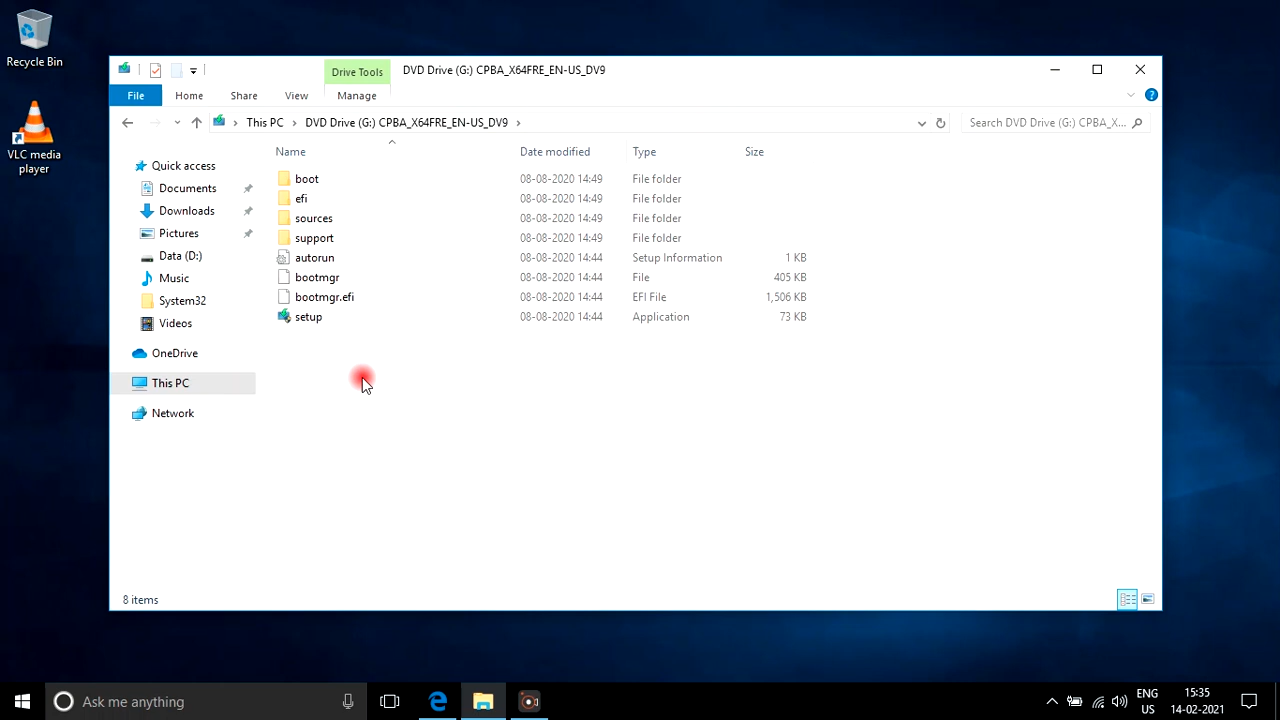 Recycle Bin
VLC media
player
Drive Tools
DVD Drive (G:) CPBA_X64FRE_EN-US_DV9
File
Home
Share
View
Manage
This PC
DVD Drive (G:) CPBA_X64FRE_EN-US_DV9
Search DVD Drive (G:) CPBA_X...
Name
Date modified
Type
Size
Quick access
Documents
Downloads
Pictures
Data (D:)
Music
System32
Videos
OneDrive
This PC
Network
boot 08-08-2020 14:49 File folder
efi 08-08-2020 14:49 File folder
sources 08-08-2020 14:49 File folder
support 08-08-2020 14:49 File folder
autorun 08-08-2020 14:44 Setup Information 1 KB
bootmgr 08-08-2020 14:44 File 405 KB
bootmgr.efi 08-08-2020 14:44 EFI File 1,506 KB
setup 08-08-2020 14:44 Application 73 KB
8 items
Ask me anything
ENG
US
15:35
14-02-2021